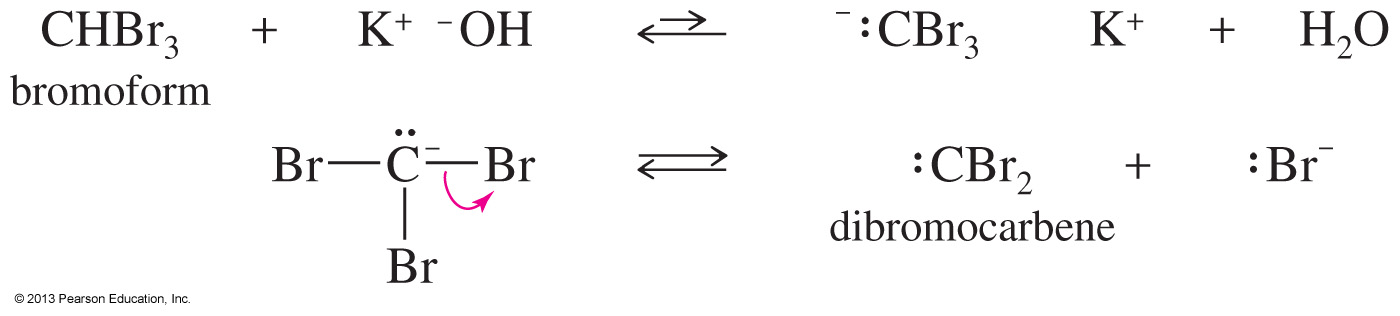 CHBr₃ + K⁺ ⁻OH ⇌ ⁻:CBr₃ K⁺ + H₂O
bromoform
Br—C̈⁻—Br ⇌ :CBr₂ + :Br⁻
dibromocarbene
Br
© 2013 Pearson Education, Inc.